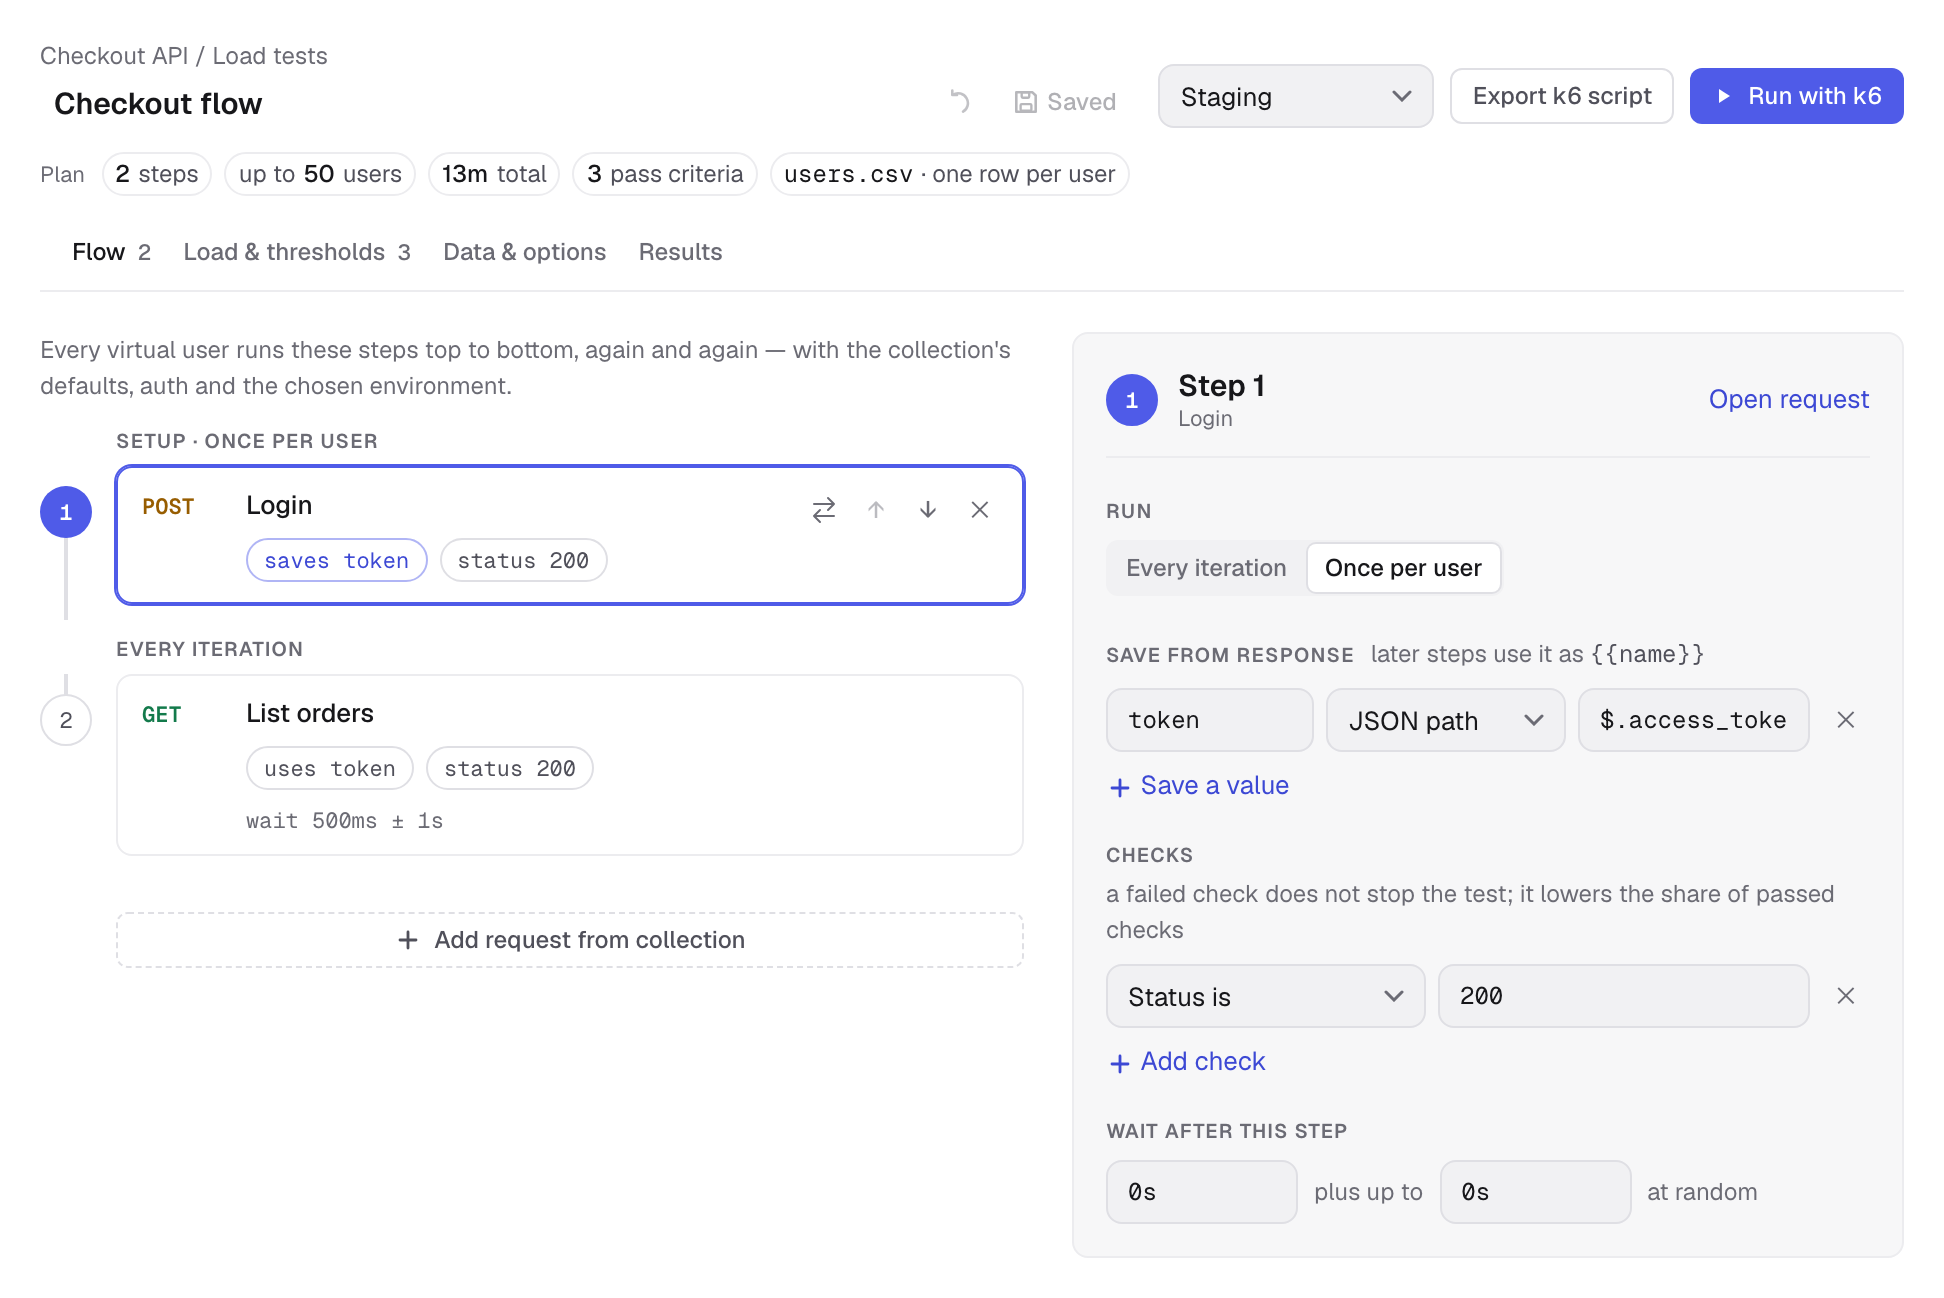 Checkout API / Load tests
Checkout flow
Saved
Staging
Export k6 script
Run with k6
Plan
2 steps
up to 50 users
13m total
3 pass criteria
users.csv · one row per user
Flow 2
Load & thresholds 3
Data & options
Results
Every virtual user runs these steps top to bottom, again and again — with the collection's
defaults, auth and the chosen environment.
SETUP · ONCE PER USER
1
POST
Login
saves token
status 200
EVERY ITERATION
2
GET
List orders
uses token
status 200
wait 500ms ± 1s
Add request from collection
1
Step 1
Login
Open request
RUN
Every iteration
Once per user
SAVE FROM RESPONSE later steps use it as {{name}}
token
JSON path
$.access_toke
Save a value
CHECKS
a failed check does not stop the test; it lowers the share of passed
checks
Status is
200
Add check
WAIT AFTER THIS STEP
0s
plus up to
0s
at random